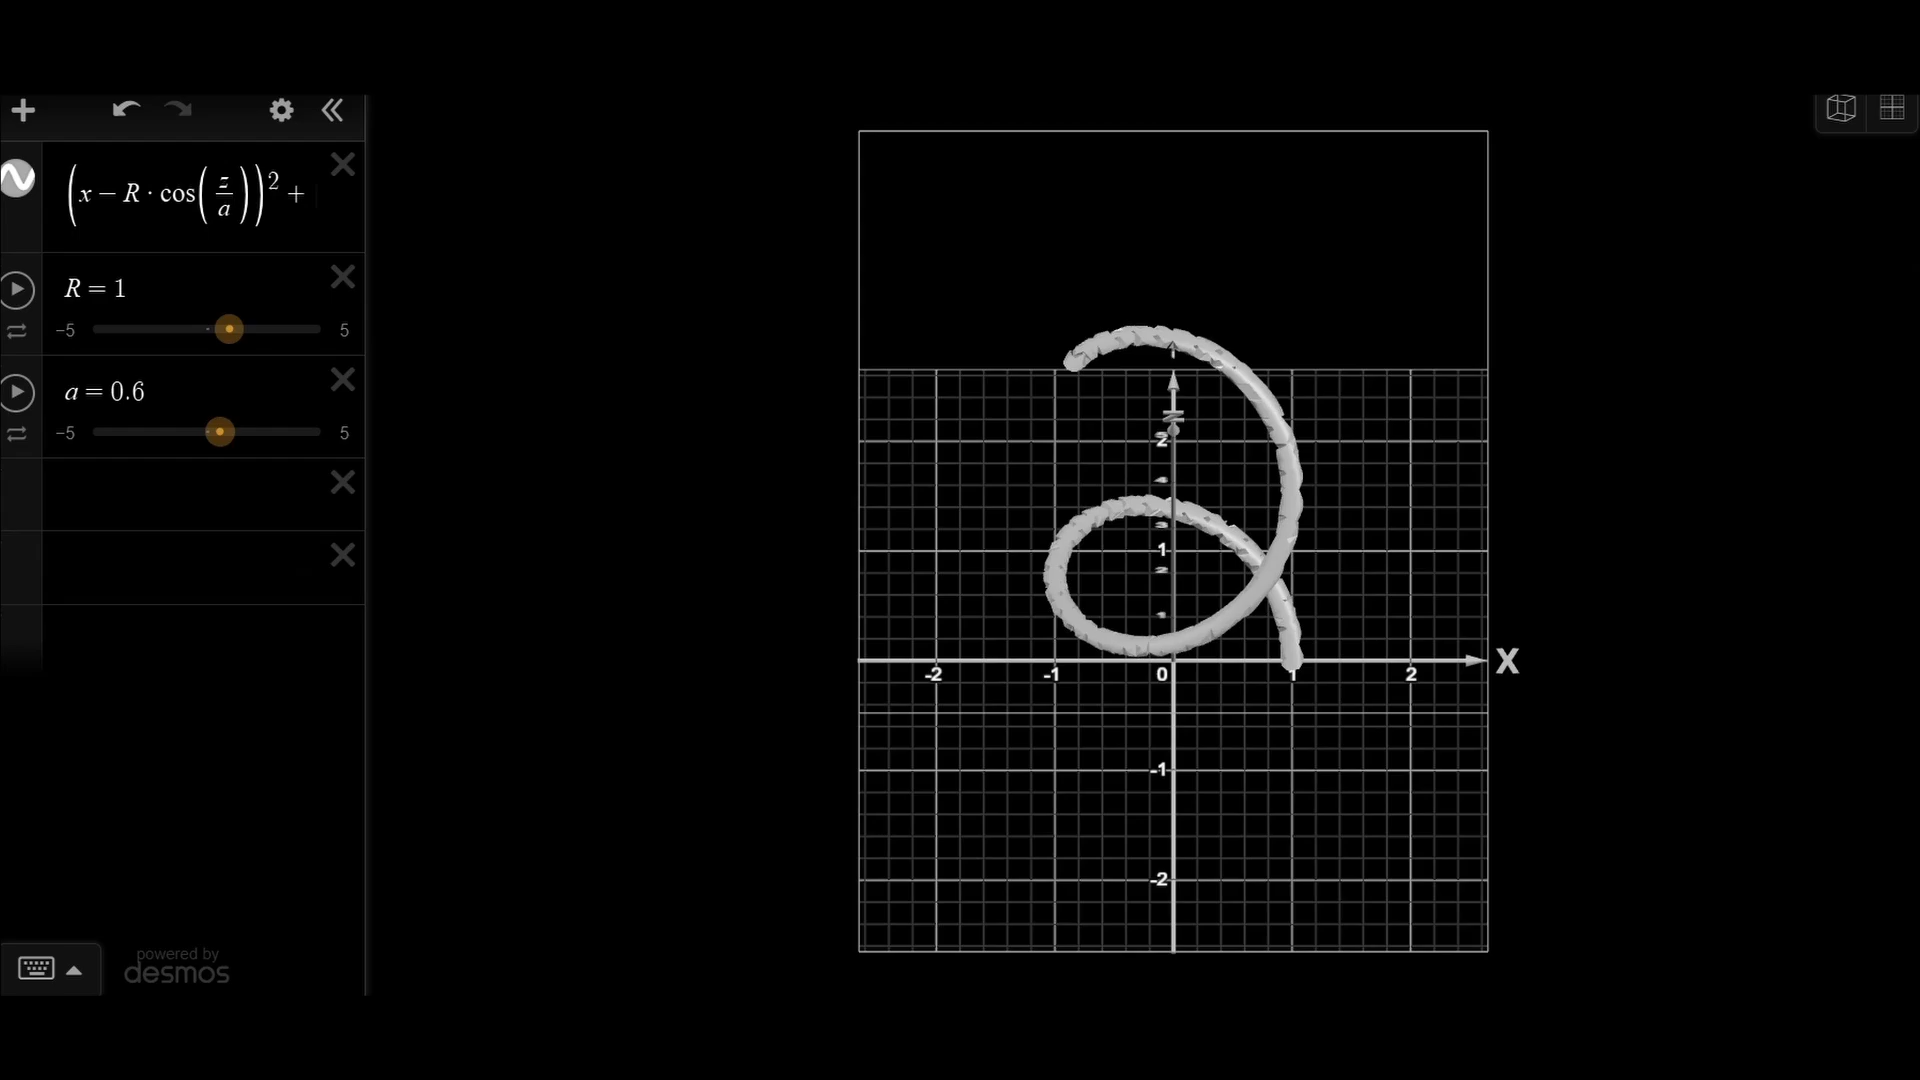 (x − R · cos(z/a))² +
R = 1
−5 5
a = 0.6
−5 5
powered by
desmos
2
1
-2 -1 0 1 2 X
-1
-2